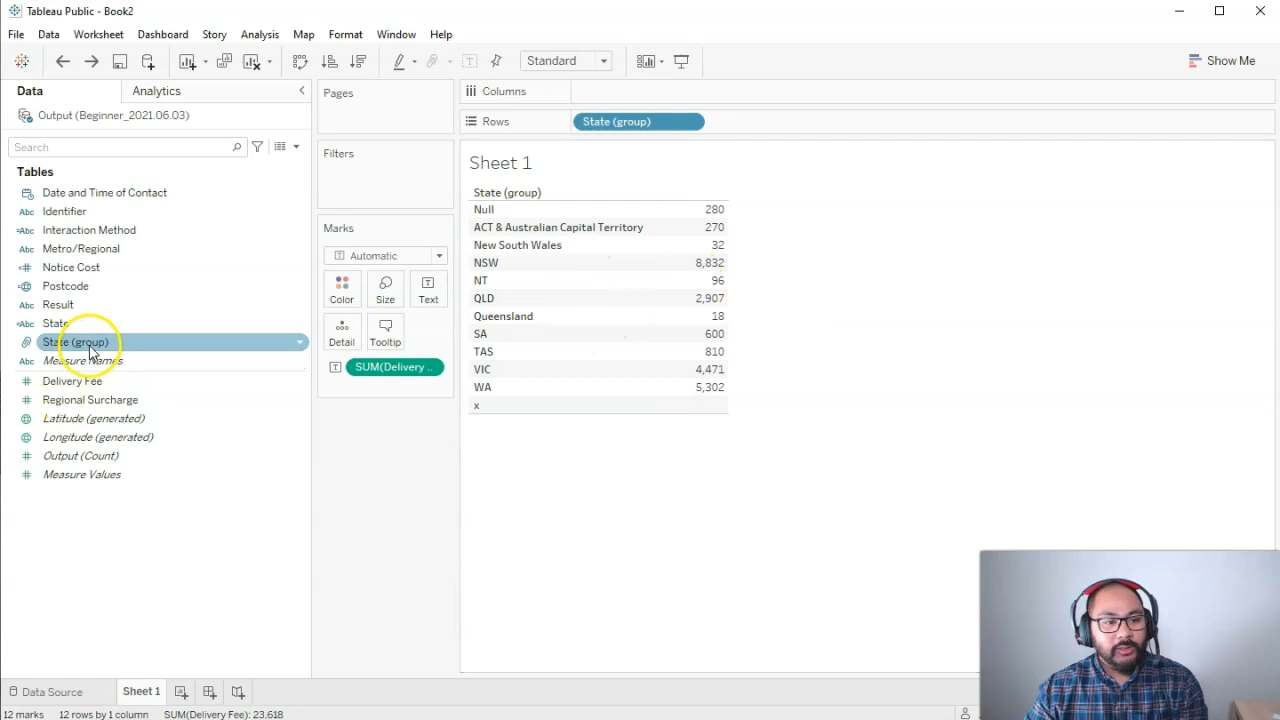 Tableau Public - Book2
File Data Worksheet Dashboard Story Analysis Map Format Window Help
Standard
Show Me
Data Analytics
Output (Beginner_2021.06.03)
Search
Tables
Date and Time of Contact
Identifier
Interaction Method
Metro/Regional
Notice Cost
Postcode
Result
State
State (group)
Measure Names
Delivery Fee
Regional Surcharge
Latitude (generated)
Longitude (generated)
Output (Count)
Measure Values
Pages
Filters
Marks
Automatic
Color Size Text
Detail Tooltip
SUM(Delivery ..
Columns
Rows State (group)
Sheet 1
State (group)
Null 280
ACT & Australian Capital Territory 270
New South Wales 32
NSW 8,832
NT 96
QLD 2,907
Queensland 18
SA 600
TAS 810
VIC 4,471
WA 5,302
x
Data Source Sheet 1
12 marks 12 rows by 1 column SUM(Delivery Fee): 23,618